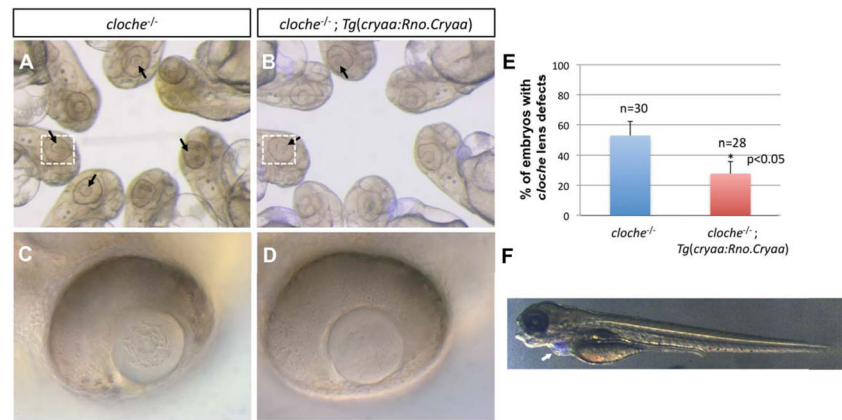 cloche-/-
cloche-/- ; Tg(cryaa:Rno.Cryaa)
A
B
C
D
E
% of embryos with
cloche lens defects
100
80
60
40
20
0
n=30
n=28
* p<0.05
cloche-/-
cloche-/- ;
Tg(cryaa:Rno.Cryaa)
F